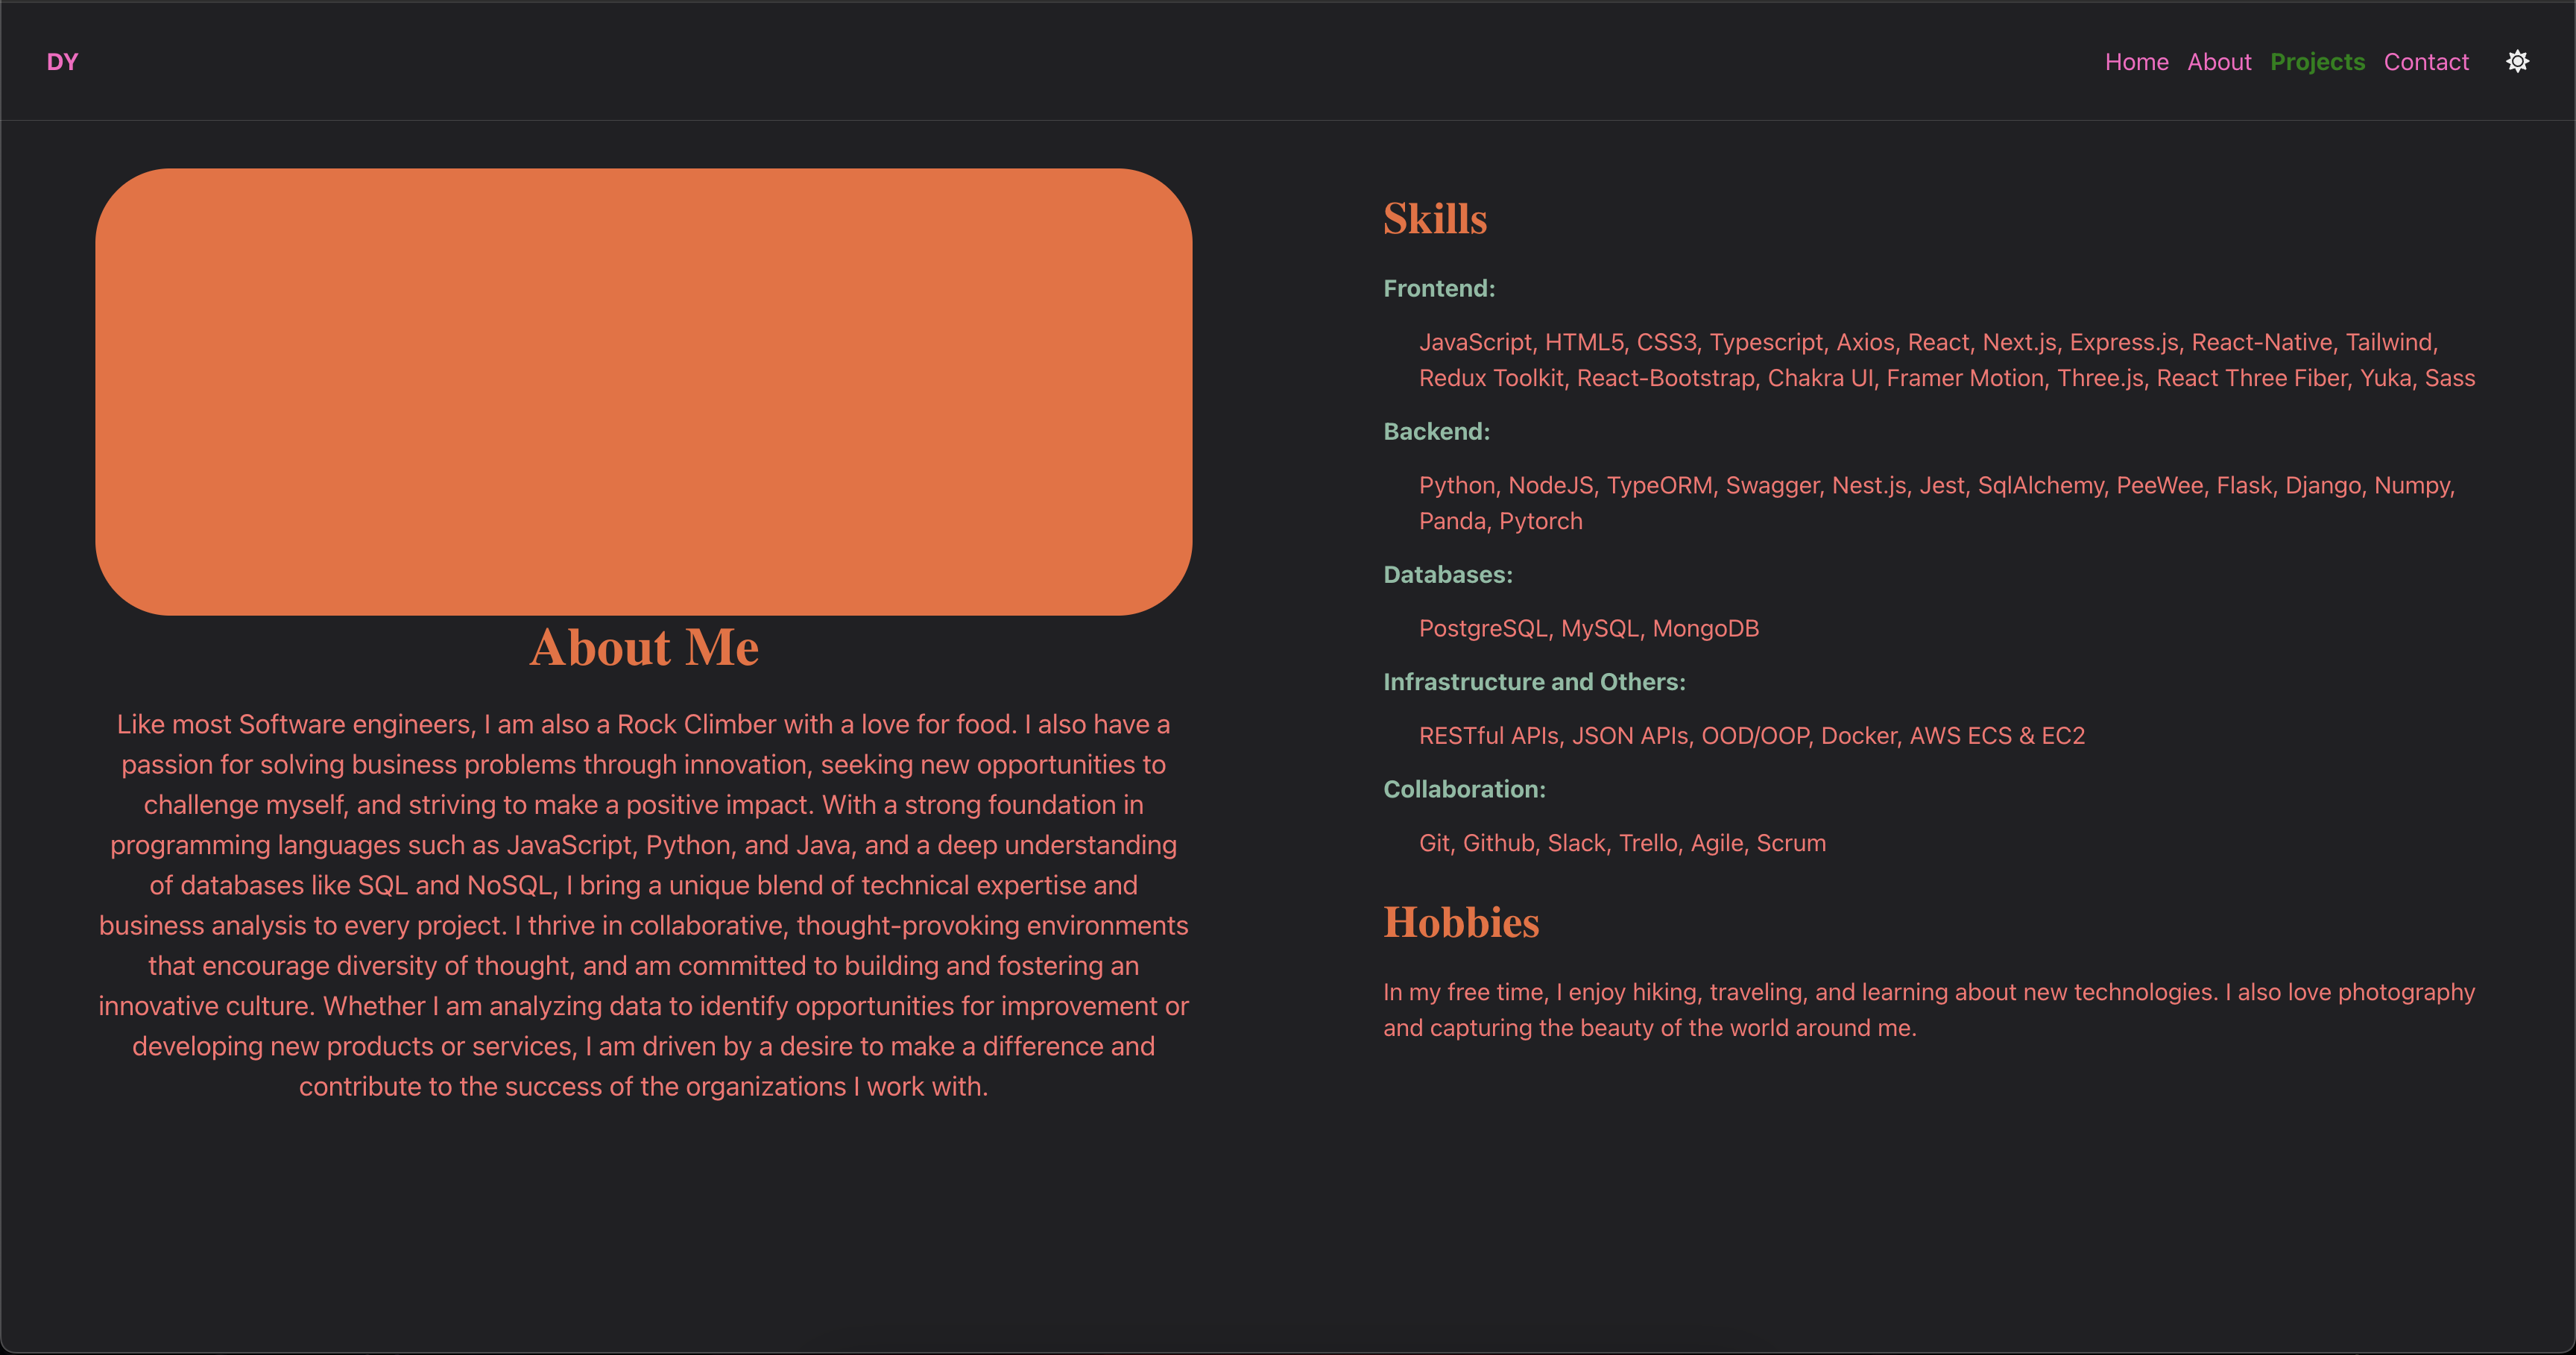 DY
Home About Projects Contact
About Me
Like most Software engineers, I am also a Rock Climber with a love for food. I also have a
passion for solving business problems through innovation, seeking new opportunities to
challenge myself, and striving to make a positive impact. With a strong foundation in
programming languages such as JavaScript, Python, and Java, and a deep understanding
of databases like SQL and NoSQL, I bring a unique blend of technical expertise and
business analysis to every project. I thrive in collaborative, thought-provoking environments
that encourage diversity of thought, and am committed to building and fostering an
innovative culture. Whether I am analyzing data to identify opportunities for improvement or
developing new products or services, I am driven by a desire to make a difference and
contribute to the success of the organizations I work with.
Skills
Frontend:
JavaScript, HTML5, CSS3, Typescript, Axios, React, Next.js, Express.js, React-Native, Tailwind,
Redux Toolkit, React-Bootstrap, Chakra UI, Framer Motion, Three.js, React Three Fiber, Yuka, Sass
Backend:
Python, NodeJS, TypeORM, Swagger, Nest.js, Jest, SqlAlchemy, PeeWee, Flask, Django, Numpy,
Panda, Pytorch
Databases:
PostgreSQL, MySQL, MongoDB
Infrastructure and Others:
RESTful APIs, JSON APIs, OOD/OOP, Docker, AWS ECS & EC2
Collaboration:
Git, Github, Slack, Trello, Agile, Scrum
Hobbies
In my free time, I enjoy hiking, traveling, and learning about new technologies. I also love photography
and capturing the beauty of the world around me.